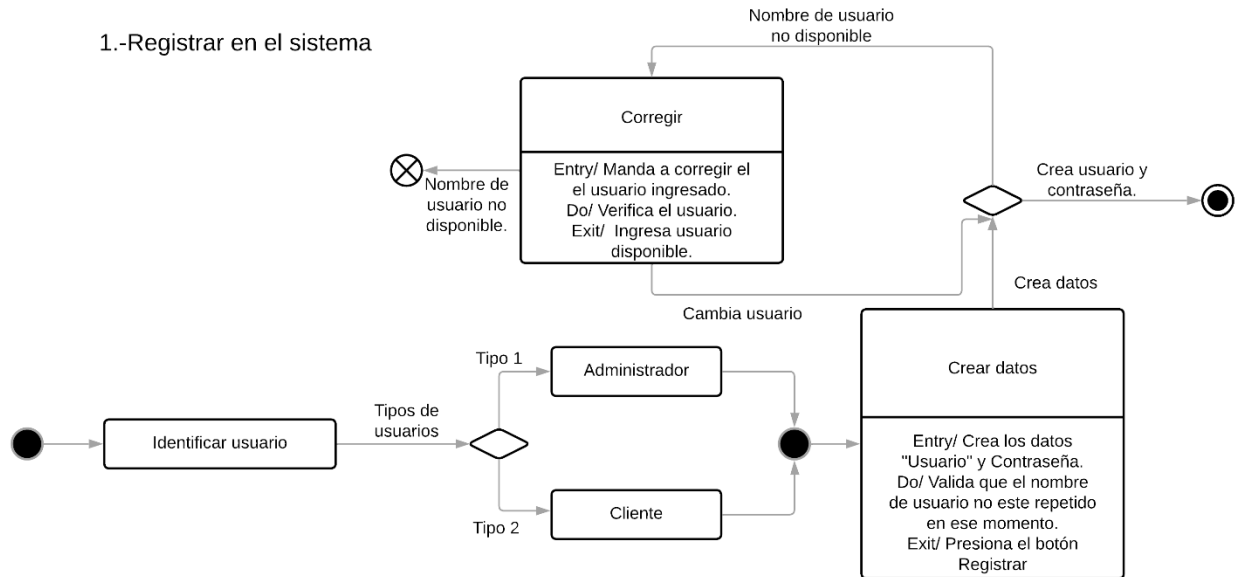 1.-Registrar en el sistema
Nombre de usuario
no disponible
Corregir
Entry/ Manda a corregir el
el usuario ingresado.
Do/ Verifica el usuario.
Exit/  Ingresa usuario
disponible.
Nombre de
usuario no
disponible.
Crea usuario y
contraseña.
Cambia usuario
Crea datos
Identificar usuario
Tipos de
usuarios
Tipo 1
Administrador
Tipo 2
Cliente
Crear datos
Entry/ Crea los datos
"Usuario" y Contraseña.
Do/ Valida que el nombre
de usuario no este repetido
en ese momento.
Exit/ Presiona el botón
Registrar